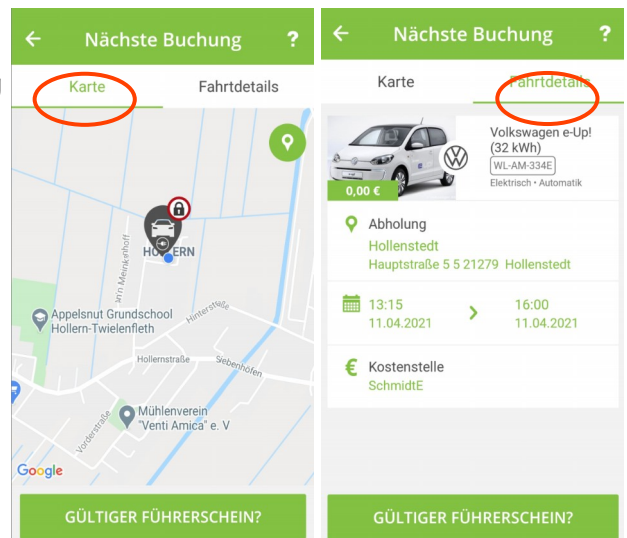 Nächste Buchung ?
Karte Fahrtdetails
HOLLERN
Jorn Meinkenhoff
Appelsnut Grundschool
Hollern-Twielenfleth
Hinterstraße
Hollernstraße
Siebenhöfen
Mühlenverein
"Venti Amica" e. V
Vorderstraße
Google
GÜLTIGER FÜHRERSCHEIN?
Nächste Buchung ?
Karte Fahrtdetails
Volkswagen e-Up!
(32 kWh)
WL-AM-334E
Elektrisch • Automatik
0,00 €
Abholung
Hollenstedt
Hauptstraße 5 5 21279 Hollenstedt
13:15 > 16:00
11.04.2021 11.04.2021
€ Kostenstelle
SchmidtE
GÜLTIGER FÜHRERSCHEIN?